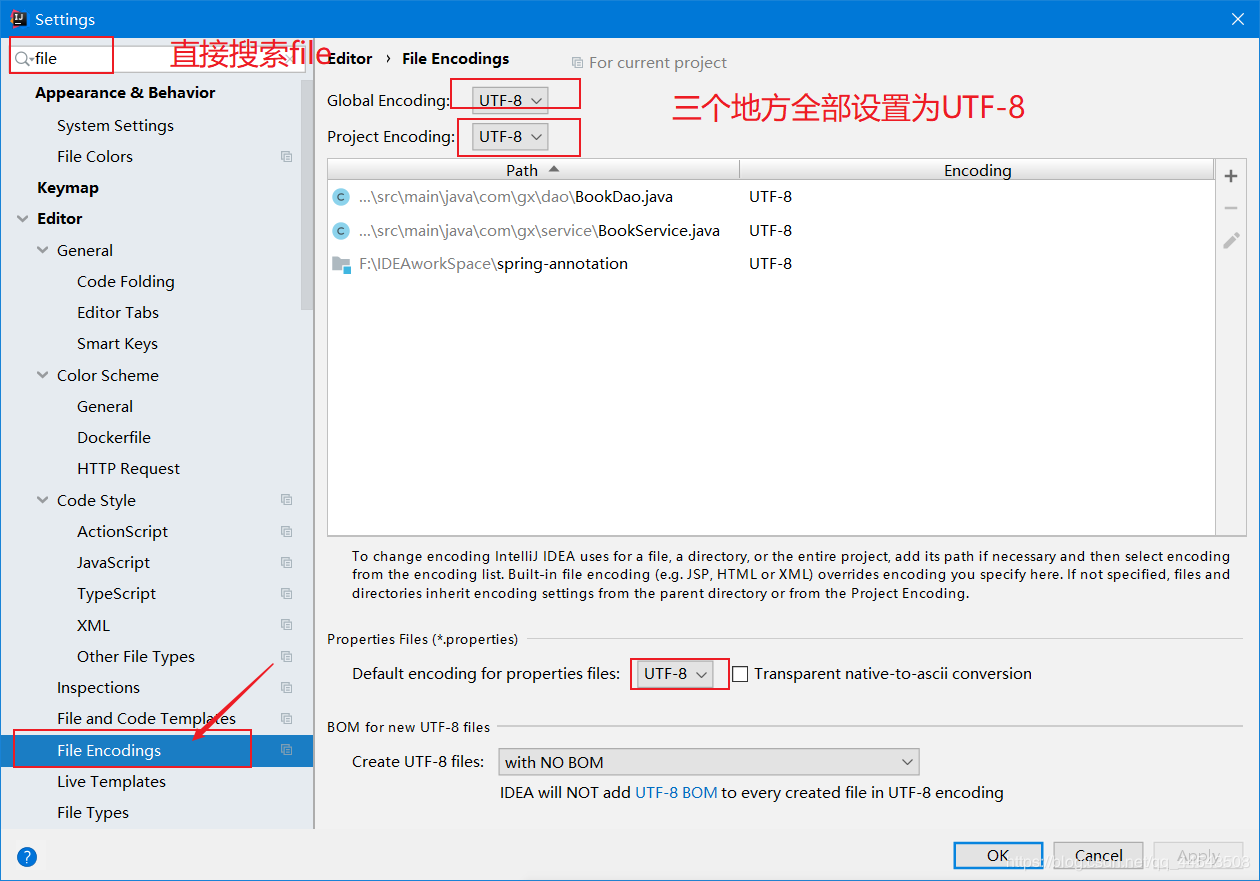 Settings
file
直接搜索file
Appearance & Behavior
System Settings
File Colors
Keymap
Editor
General
Code Folding
Editor Tabs
Smart Keys
Color Scheme
General
Dockerfile
HTTP Request
Code Style
ActionScript
JavaScript
TypeScript
XML
Other File Types
Inspections
File and Code Templates
File Encodings
Live Templates
File Types
Editor › File Encodings
For current project
Global Encoding: UTF-8
Project Encoding: UTF-8
三个地方全部设置为UTF-8
Path Encoding
...\src\main\java\com\gx\dao\BookDao.java UTF-8
...\src\main\java\com\gx\service\BookService.java UTF-8
F:\IDEAworkSpace\spring-annotation UTF-8
To change encoding IntelliJ IDEA uses for a file, a directory, or the entire project, add its path if necessary and then select encoding
from the encoding list. Built-in file encoding (e.g. JSP, HTML or XML) overrides encoding you specify here. If not specified, files and
directories inherit encoding settings from the parent directory or from the Project Encoding.
Properties Files (*.properties)
Default encoding for properties files: UTF-8 Transparent native-to-ascii conversion
BOM for new UTF-8 files
Create UTF-8 files: with NO BOM
IDEA will NOT add UTF-8 BOM to every created file in UTF-8 encoding
?
OK Cancel Apply